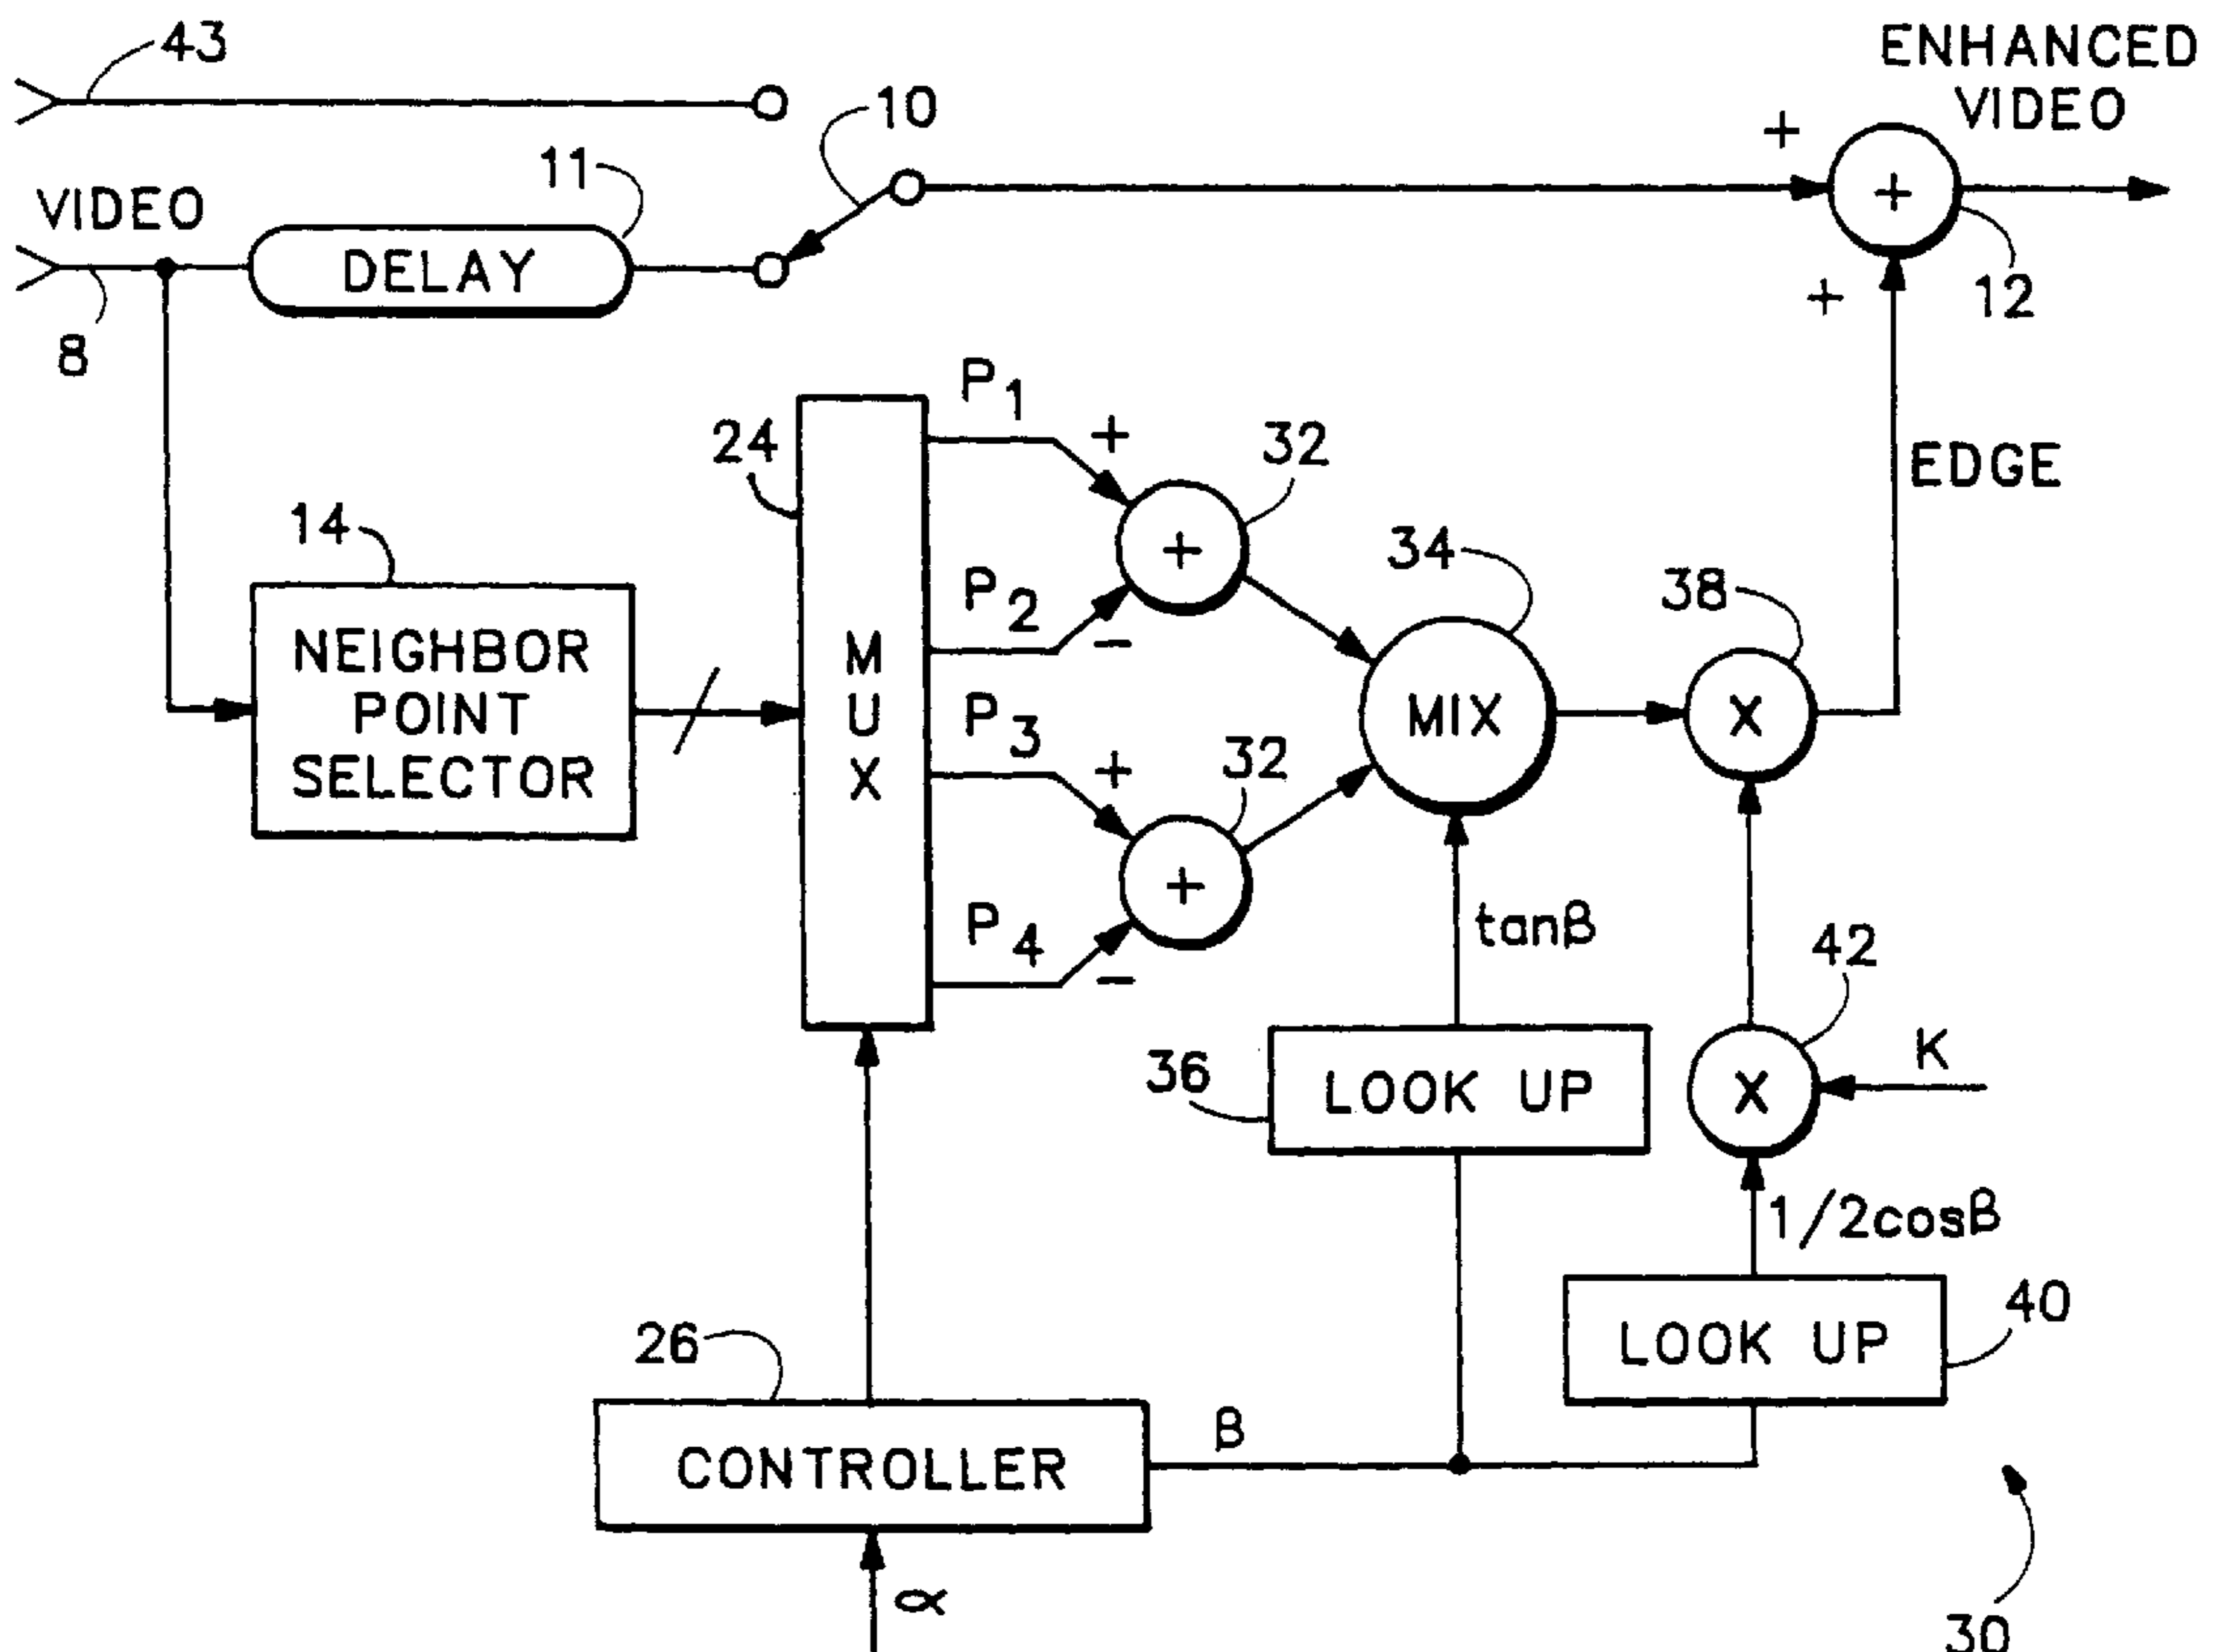 43
10
ENHANCED
VIDEO
+
+
12
11
VIDEO
DELAY
8
+
P1
+
24
32
EDGE
14
34
+
P2
-
38
NEIGHBOR
POINT
SELECTOR
M
U
X
P3
+
32
MIX
X
+
P4
-
tanβ
42
K
36
LOOK UP
X
1/2cosβ
40
26
LOOK UP
β
CONTROLLER
α
30